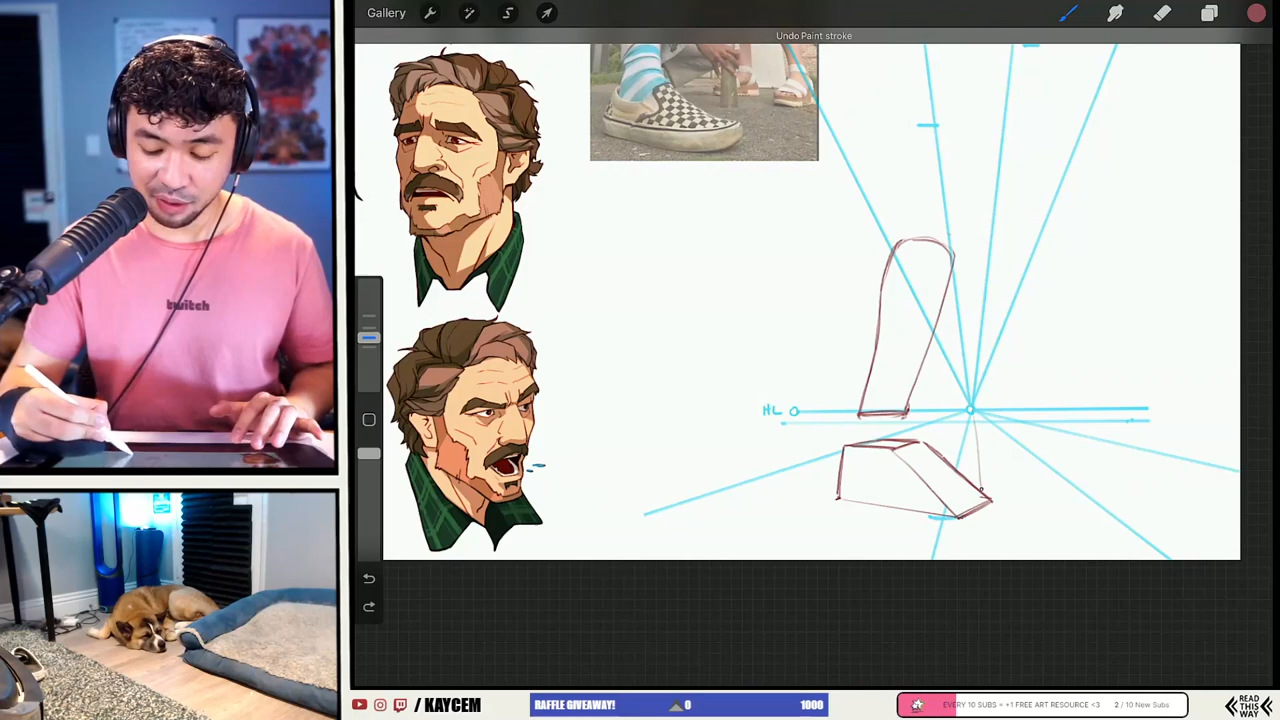 Gallery
Undo Paint stroke
twitch
HL
/ KAYCEM
RAFFLE GIVEAWAY!
0
1000
EVERY 10 SUBS = +1 FREE ART RESOURCE <3
2 / 10 New Subs
READ
THIS
WAY